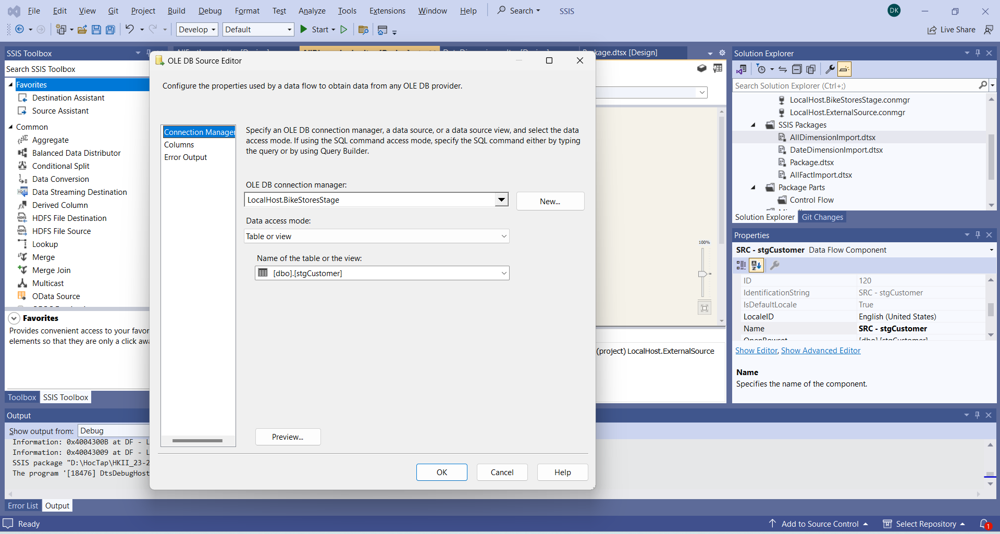 File Edit View Git Project Build Debug Format Test Analyze Tools Extensions Window Help Search SSIS DK
Develop Default Start Live Share
SSIS Toolbox
Search SSIS Toolbox
Favorites
Destination Assistant
Source Assistant
Common
Aggregate
Balanced Data Distributor
Conditional Split
Data Conversion
Data Streaming Destination
Derived Column
HDFS File Destination
HDFS File Source
Lookup
Merge
Merge Join
Multicast
OData Source
Favorites
Provides convenient access to your favor
elements so that they are only a click awa
Toolbox SSIS Toolbox
kage.dtsx [Design]
OLE DB Source Editor
Configure the properties used by a data flow to obtain data from any OLE DB provider.
Connection Manager
Columns
Error Output
Specify an OLE DB connection manager, a data source, or a data source view, and select the data
access mode. If using the SQL command access mode, specify the SQL command either by typing
the query or by using Query Builder.
OLE DB connection manager:
LocalHost.BikeStoresStage
New...
Data access mode:
Table or view
Name of the table or the view:
[dbo].[stgCustomer]
Preview...
OK Cancel Help
100%
(project) LocalHost.ExternalSource
Solution Explorer
Search Solution Explorer (Ctrl+;)
LocalHost.BikeStoresStage.conmgr
LocalHost.ExternalSource.conmgr
SSIS Packages
AllDimensionImport.dtsx
DateDimensionImport.dtsx
Package.dtsx
AllFactImport.dtsx
Package Parts
Control Flow
Solution Explorer Git Changes
Properties
SRC - stgCustomer Data Flow Component
ID 120
IdentificationString SRC - stgCustomer
IsDefaultLocale True
LocaleID English (United States)
Name SRC - stgCustomer
OpenRowset [dbo].[stgCustomer]
Show Editor, Show Advanced Editor
Name
Specifies the name of the component.
Output
Show output from: Debug
Information: 0x4004300B at DF - L
Information: 0x40043009 at DF - L
SSIS package "D:\HocTap\HKII_23-2
The program '[18476] DtsDebugHost
Error List Output
Ready Add to Source Control Select Repository 1